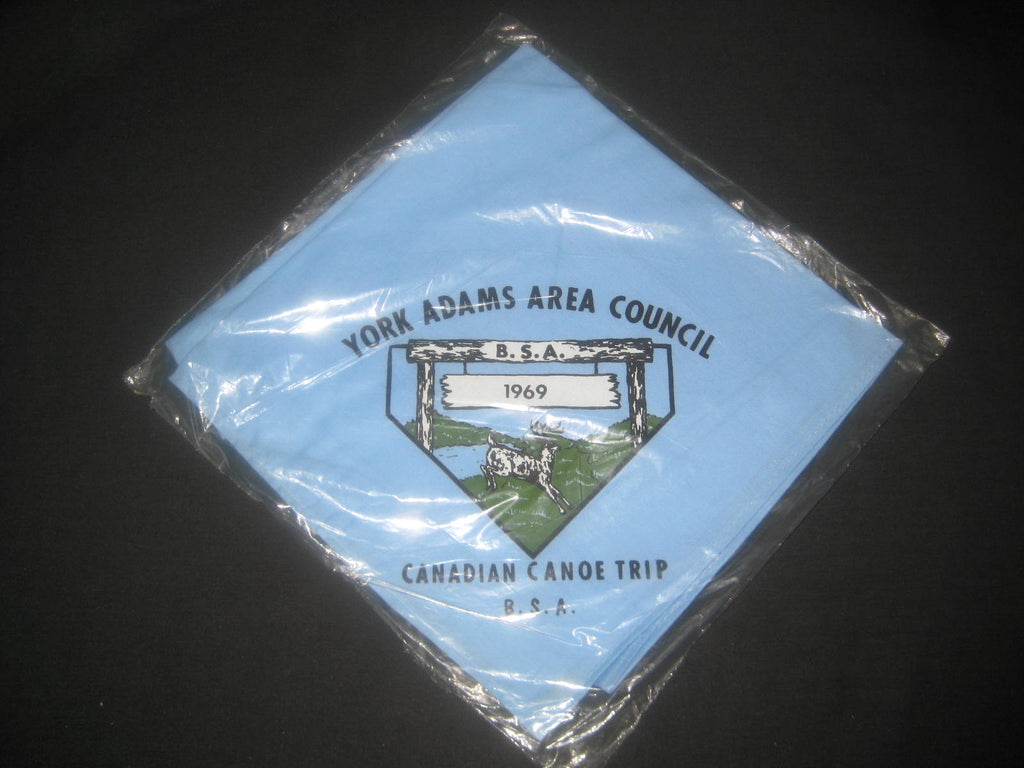 YORK ADAMS AREA COUNCIL
B.S.A.
1969
CANADIAN CANOE TRIP
B.S.A.